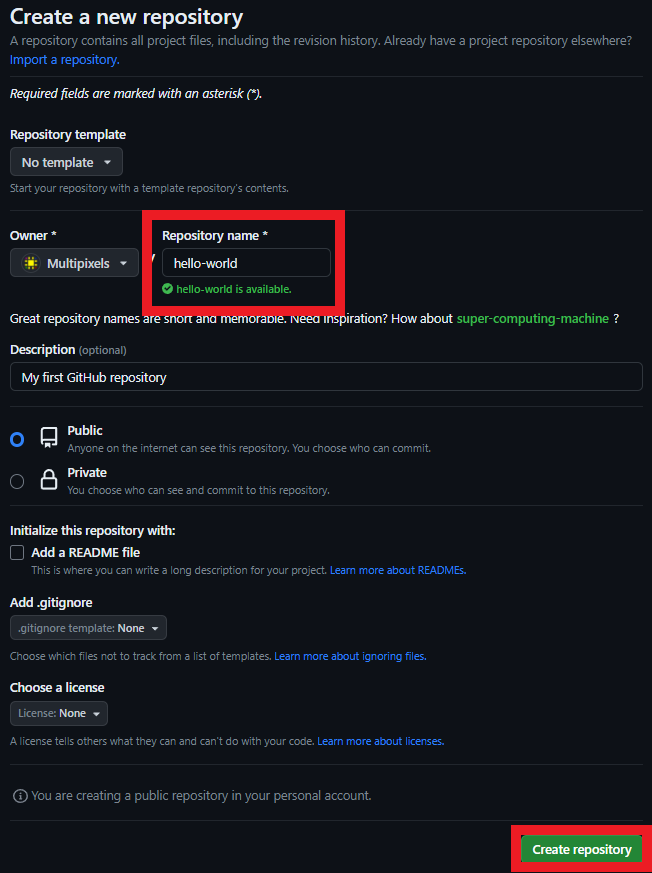 Create a new repository
A repository contains all project files, including the revision history. Already have a project repository elsewhere?
Import a repository.
Required fields are marked with an asterisk (*).
Repository template
No template
Start your repository with a template repository's contents.
Owner *
Repository name *
Multipixels
/
hello-world
hello-world is available.
Great repository names are short and memorable. Need inspiration? How about super-computing-machine ?
Description (optional)
My first GitHub repository
Public
Anyone on the internet can see this repository. You choose who can commit.
Private
You choose who can see and commit to this repository.
Initialize this repository with:
Add a README file
This is where you can write a long description for your project. Learn more about READMEs.
Add .gitignore
.gitignore template: None
Choose which files not to track from a list of templates. Learn more about ignoring files.
Choose a license
License: None
A license tells others what they can and can't do with your code. Learn more about licenses.
You are creating a public repository in your personal account.
Create repository